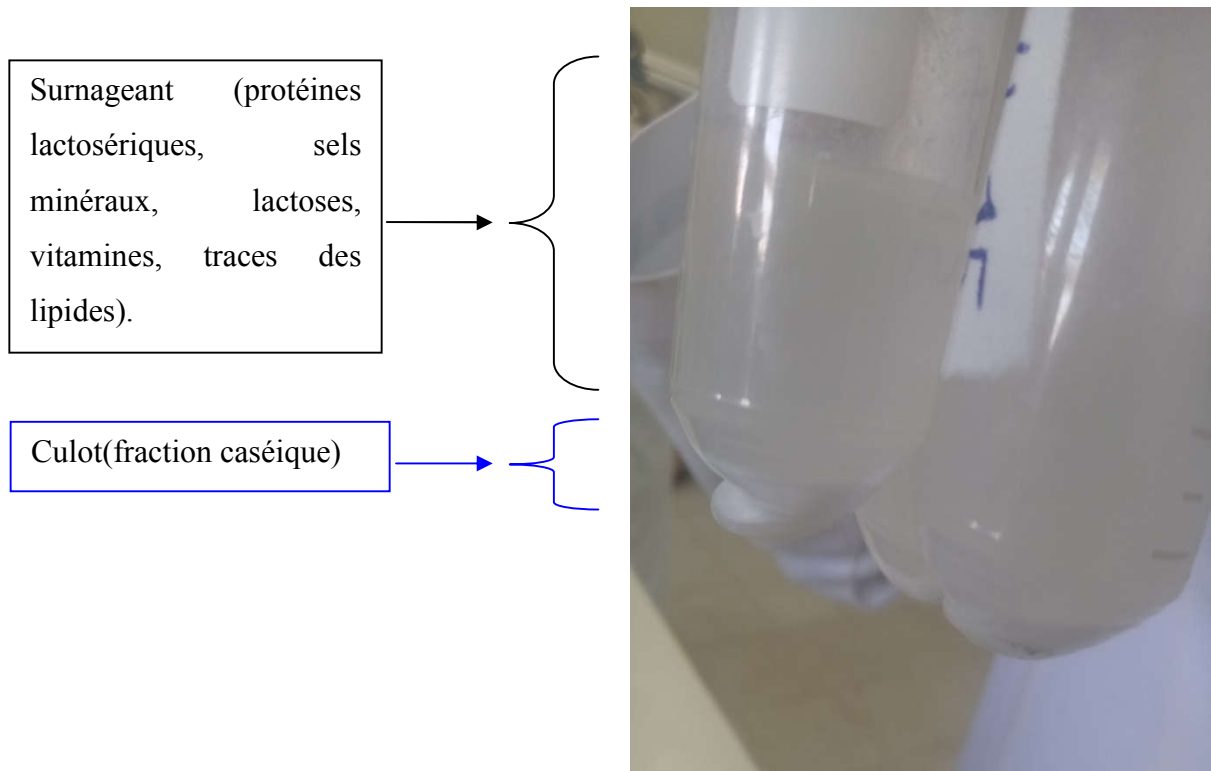 Surnageant (protéines
lactosériques, sels
minéraux, lactoses,
vitamines, traces des
lipides).
Culot(fraction caséique)